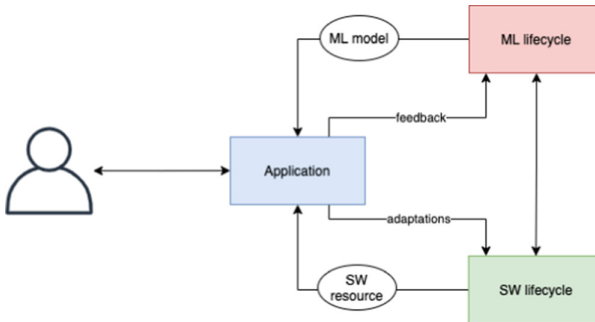 ML model
ML lifecycle
feedback
Application
adaptations
SW
resource
SW lifecycle